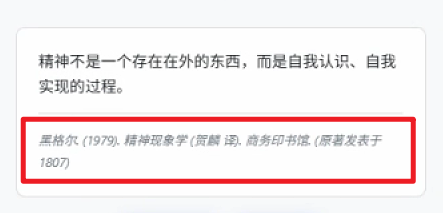 精神不是一个存在在外的东西，而是自我认识、自我
实现的过程。
黑格尔. (1979). 精神现象学 (贺麟 译). 商务印书馆. (原著发表于
1807)